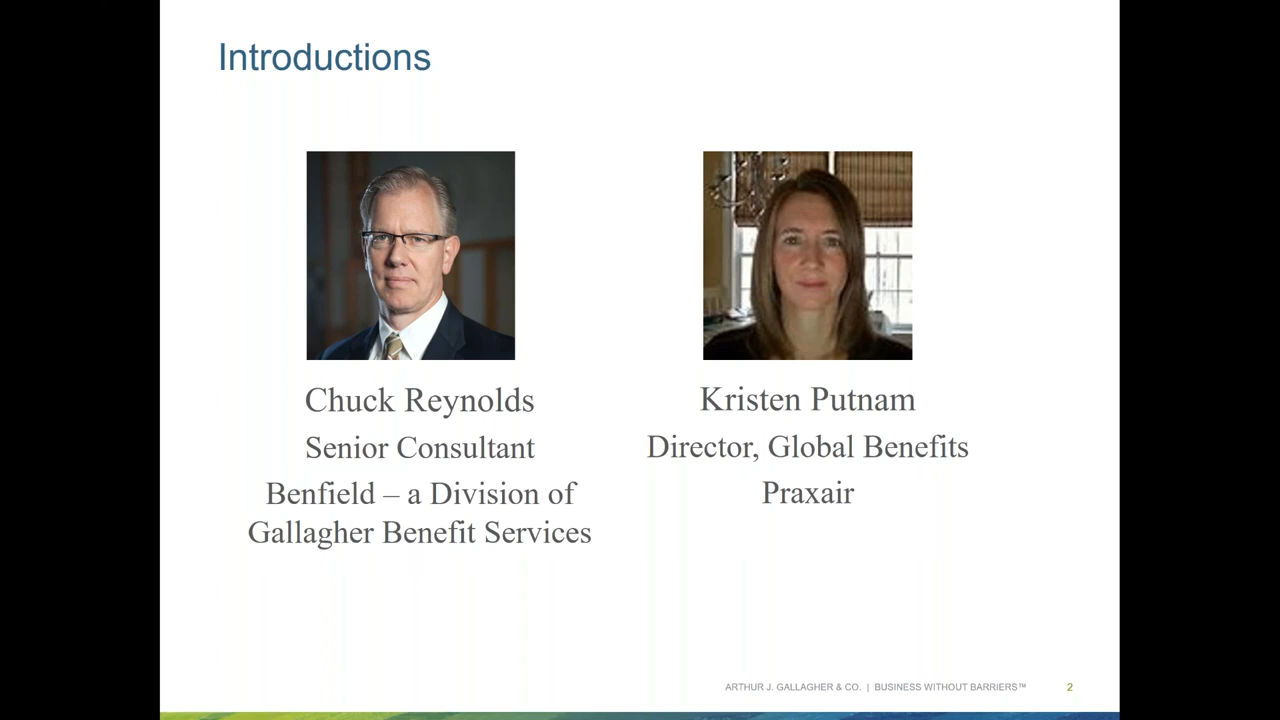 Introductions
Chuck Reynolds
Senior Consultant
Benfield – a Division of
Gallagher Benefit Services
Kristen Putnam
Director, Global Benefits
Praxair
ARTHUR J. GALLAGHER & CO. | BUSINESS WITHOUT BARRIERS™ 2